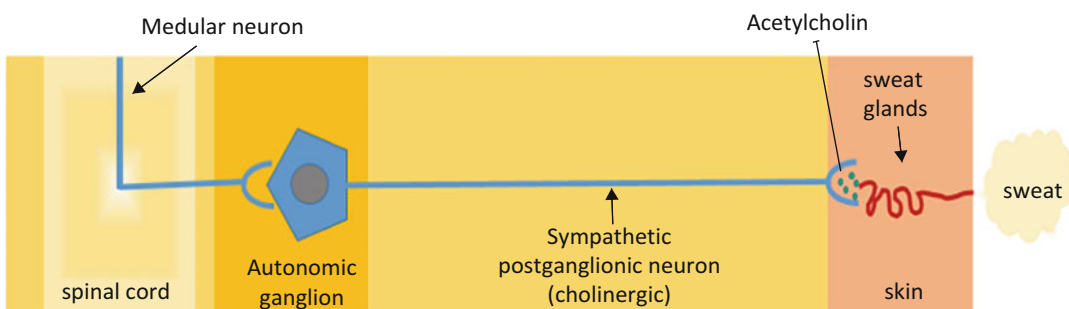 Medular neuron
Acetylcholin
sweat
glands
sweat
Sympathetic
postganglionic neuron
(cholinergic)
Autonomic
ganglion
spinal cord
skin